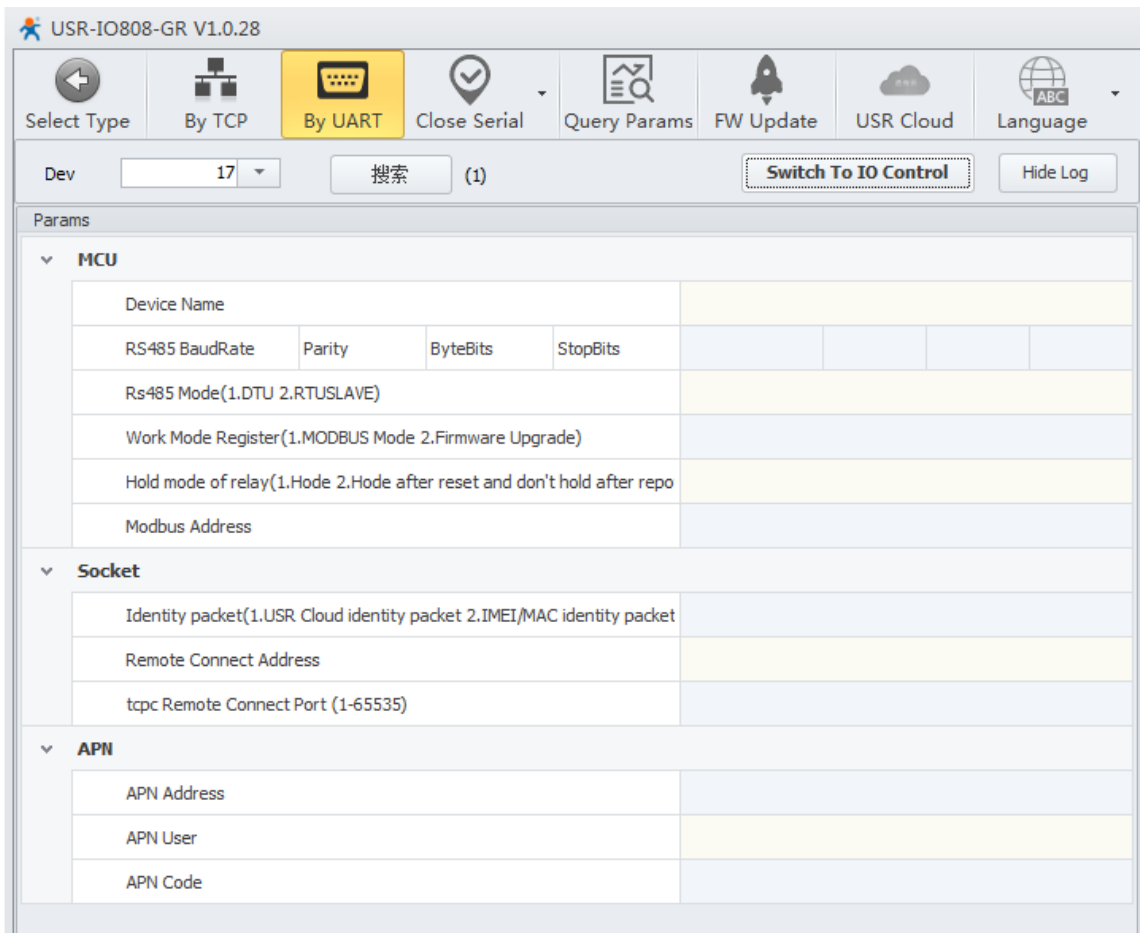 USR-IO808-GR V1.0.28
Select Type By TCP By UART Close Serial Query Params FW Update USR Cloud ABC Language
Dev 17 搜索 (1) Switch To IO Control Hide Log
Params
MCU
Device Name
RS485 BaudRate Parity ByteBits StopBits
Rs485 Mode(1.DTU 2.RTUSLAVE)
Work Mode Register(1.MODBUS Mode 2.Firmware Upgrade)
Hold mode of relay(1.Hode 2.Hode after reset and don't hold after repo
Modbus Address
Socket
Identity packet(1.USR Cloud identity packet 2.IMEI/MAC identity packet
Remote Connect Address
tcpc Remote Connect Port (1-65535)
APN
APN Address
APN User
APN Code